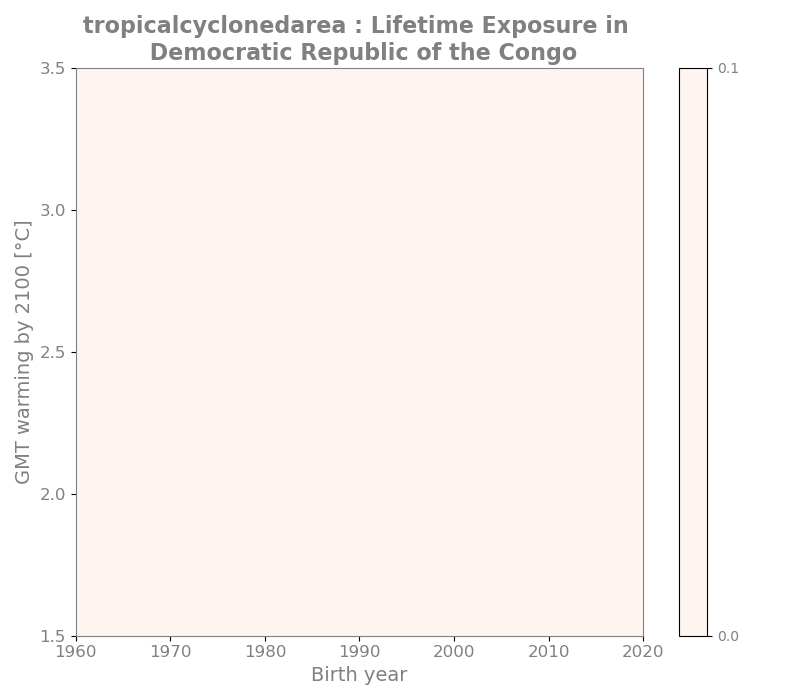 tropicalcyclonedarea : Lifetime Exposure in
Democratic Republic of the Congo
3.5
3.0
2.5
2.0
1.5
GMT warming by 2100 [°C]
1960 1970 1980 1990 2000 2010 2020
Birth year
0.1
0.0